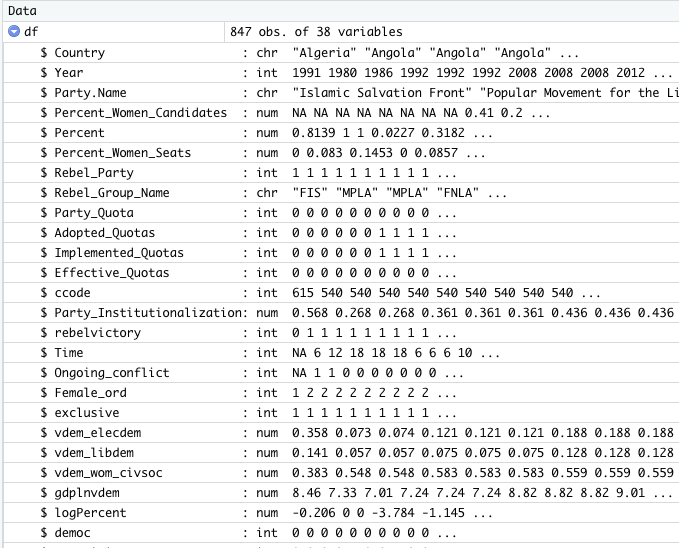 Data
df 847 obs. of 38 variables
$ Country : chr "Algeria" "Angola" "Angola" "Angola" ...
$ Year : int 1991 1980 1986 1992 1992 1992 2008 2008 2008 2012 ...
$ Party.Name : chr "Islamic Salvation Front" "Popular Movement for the Li
$ Percent_Women_Candidates : num NA NA NA NA NA NA NA NA 0.41 0.2 ...
$ Percent : num 0.8139 1 1 0.0227 0.3182 ...
$ Percent_Women_Seats : num 0 0.083 0.1453 0 0.0857 ...
$ Rebel_Party : int 1 1 1 1 1 1 1 1 1 1 ...
$ Rebel_Group_Name : chr "FIS" "MPLA" "MPLA" "FNLA" ...
$ Party_Quota : int 0 0 0 0 0 0 0 0 0 0 ...
$ Adopted_Quotas : int 0 0 0 0 0 0 1 1 1 1 ...
$ Implemented_Quotas : int 0 0 0 0 0 0 1 1 1 1 ...
$ Effective_Quotas : int 0 0 0 0 0 0 0 0 0 0 ...
$ ccode : int 615 540 540 540 540 540 540 540 540 540 ...
$ Party_Institutionalization: num 0.568 0.268 0.268 0.361 0.361 0.361 0.436 0.436 0.436
$ rebelvictory : int 0 1 1 1 1 1 1 1 1 1 ...
$ Time : int NA 6 12 18 18 18 6 6 6 10 ...
$ Ongoing_conflict : int NA 1 1 0 0 0 0 0 0 0 ...
$ Female_ord : int 1 2 2 2 2 2 2 2 2 2 ...
$ exclusive : int 1 1 1 1 1 1 1 1 1 1 ...
$ vdem_elecdem : num 0.358 0.073 0.074 0.121 0.121 0.121 0.188 0.188 0.188
$ vdem_libdem : num 0.141 0.057 0.057 0.075 0.075 0.075 0.128 0.128 0.128
$ vdem_wom_civsoc : num 0.383 0.548 0.548 0.583 0.583 0.583 0.559 0.559 0.559
$ gdplnvdem : num 8.46 7.33 7.01 7.24 7.24 7.24 8.82 8.82 8.82 9.01 ...
$ logPercent : num -0.206 0 0 -3.784 -1.145 ...
$ democ : int 0 0 0 0 0 0 0 0 0 0 ...